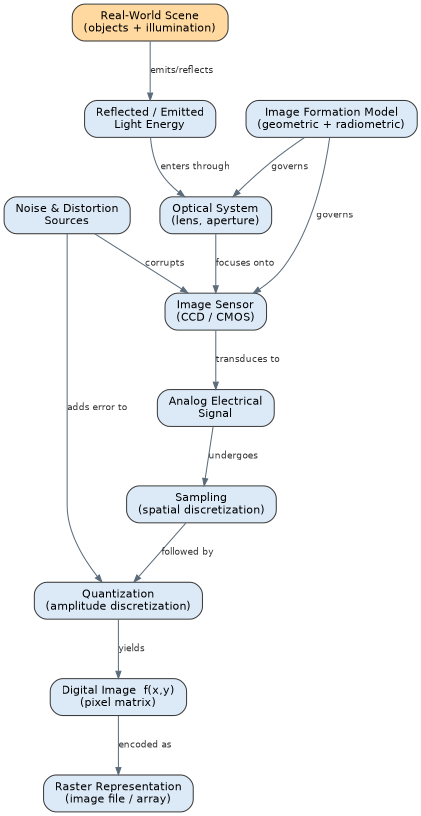 Real-World Scene
(objects + illumination)
emits/reflects
Reflected / Emitted
Light Energy
Image Formation Model
(geometric + radiometric)
enters through
governs
Noise & Distortion
Sources
Optical System
(lens, aperture)
governs
corrupts
focuses onto
Image Sensor
(CCD / CMOS)
transduces to
Analog Electrical
Signal
adds error to
undergoes
Sampling
(spatial discretization)
followed by
Quantization
(amplitude discretization)
yields
Digital Image  f(x,y)
(pixel matrix)
encoded as
Raster Representation
(image file / array)